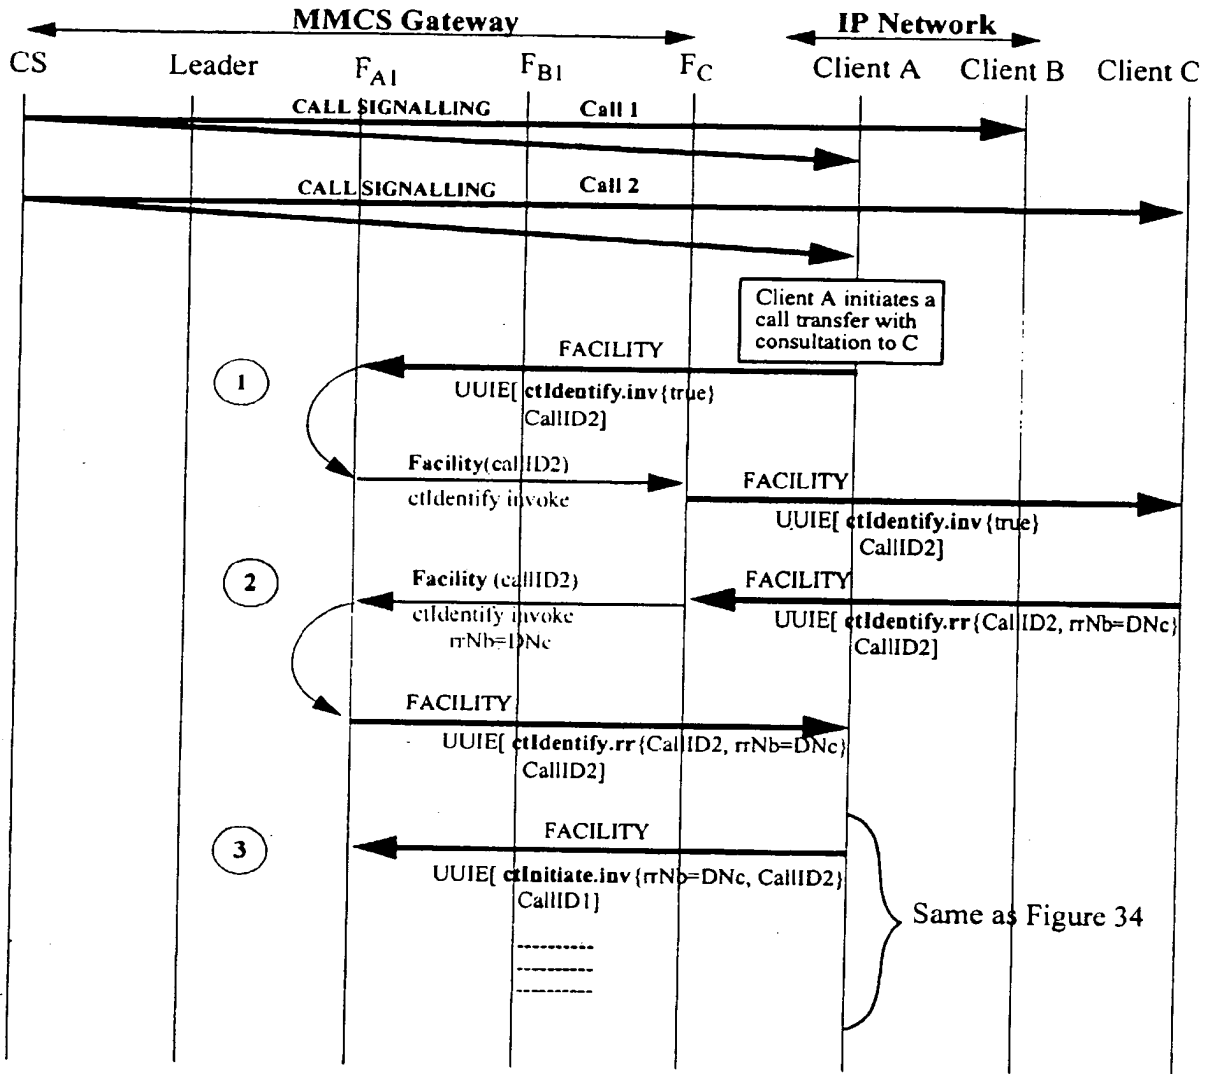 MMCS Gateway IP Network
CS Leader FA1 FB1 FC Client A Client B Client C
CALL SIGNALLING Call 1
CALL SIGNALLING Call 2
Client A initiates a
call transfer with
consultation to C
FACILITY
1
UUIE[ ctIdentify.inv{true}
CallID2]
Facility(callID2)
ctIdentify invoke
FACILITY
UUIE[ ctIdentify.inv{true}
CallID2]
2
Facility (callID2)
ctIdentify invoke
rrNb=DNc
FACILITY
UUIE[ ctIdentify.rr{CallID2, rrNb=DNc}
CallID2]
FACILITY
UUIE[ ctIdentify.rr{CallID2, rrNb=DNc}
CallID2]
3
FACILITY
UUIE[ ctInitiate.inv{rrNb=DNc, CallID2}
CallID1]
Same as Figure 34